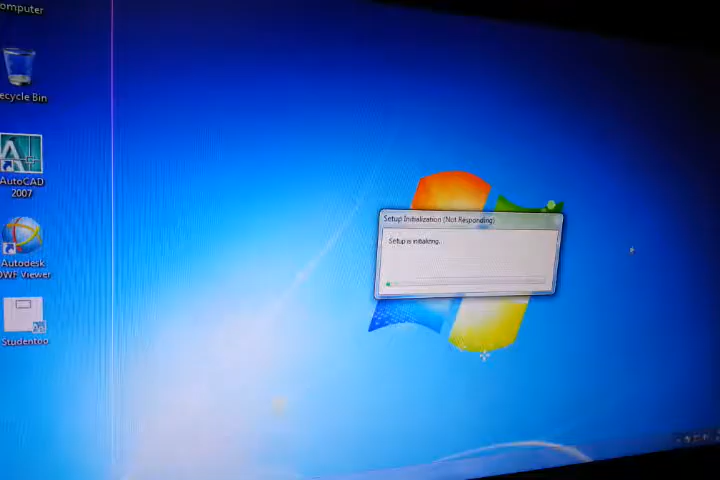 omputer
ecycle Bin
AutoCAD
2007
Autodesk
DWF Viewer
Studentoo
Setup Initialization (Not Responding)
Setup is initializing.